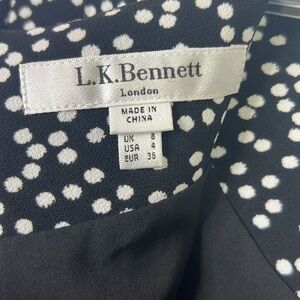 L.K.Bennett
London
MADE IN
CHINA
UK 8
USA 4
EUR 36